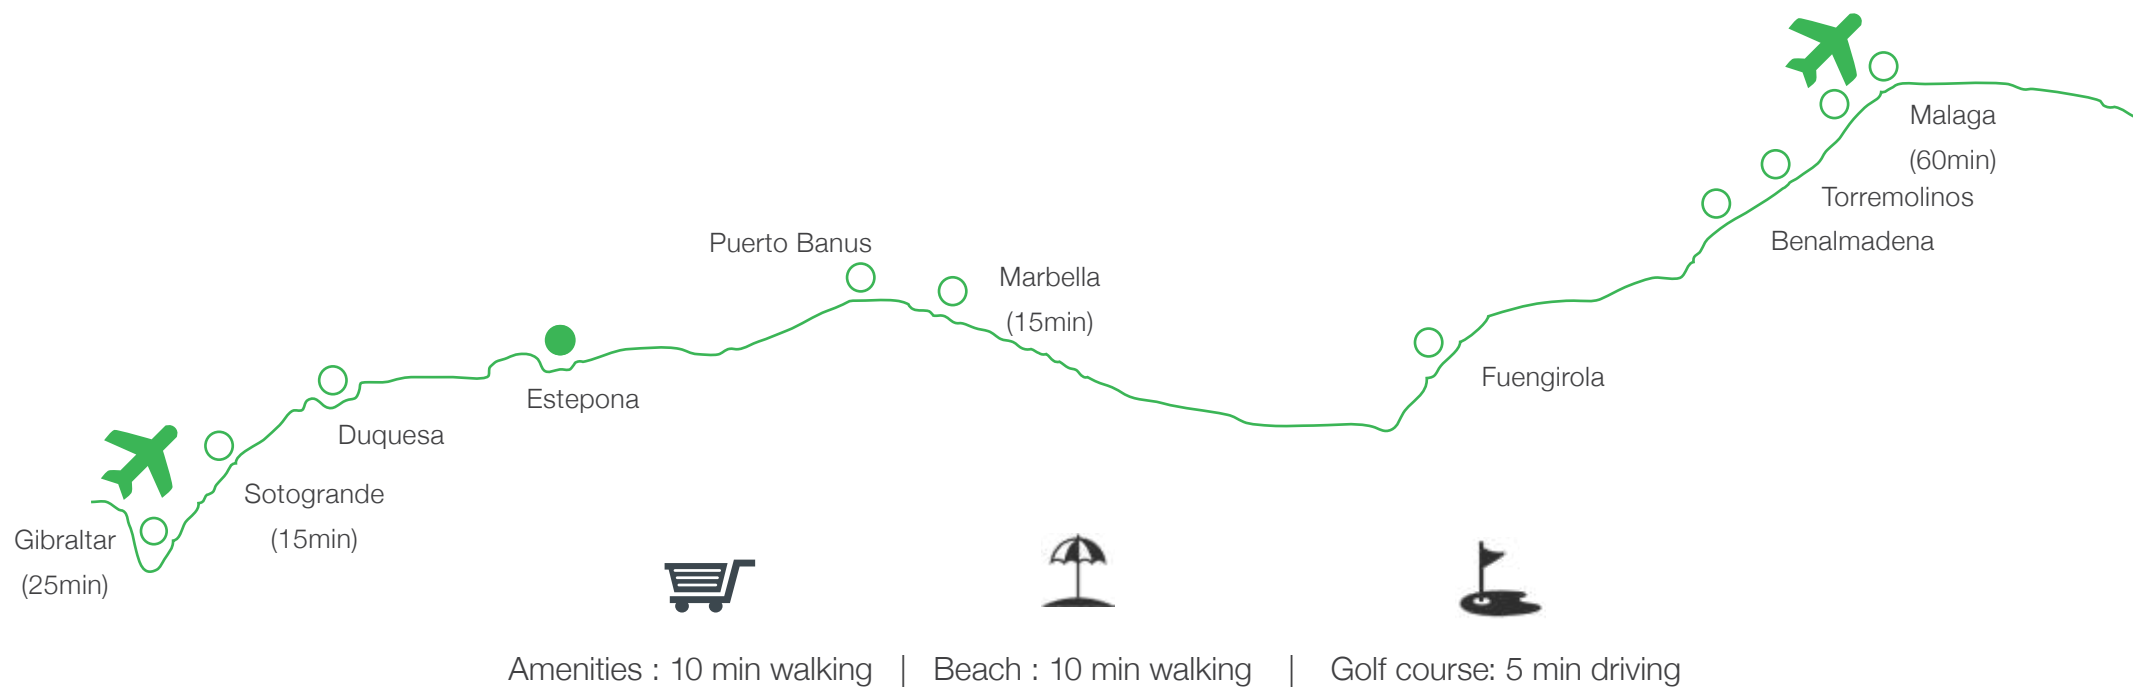 Malaga
(60min)
Torremolinos
Benalmadena
Puerto Banus
Marbella
(15min)
Fuengirola
Estepona
Duquesa
Sotogrande
(15min)
Gibraltar
(25min)
Amenities : 10 min walking | Beach : 10 min walking | Golf course: 5 min driving